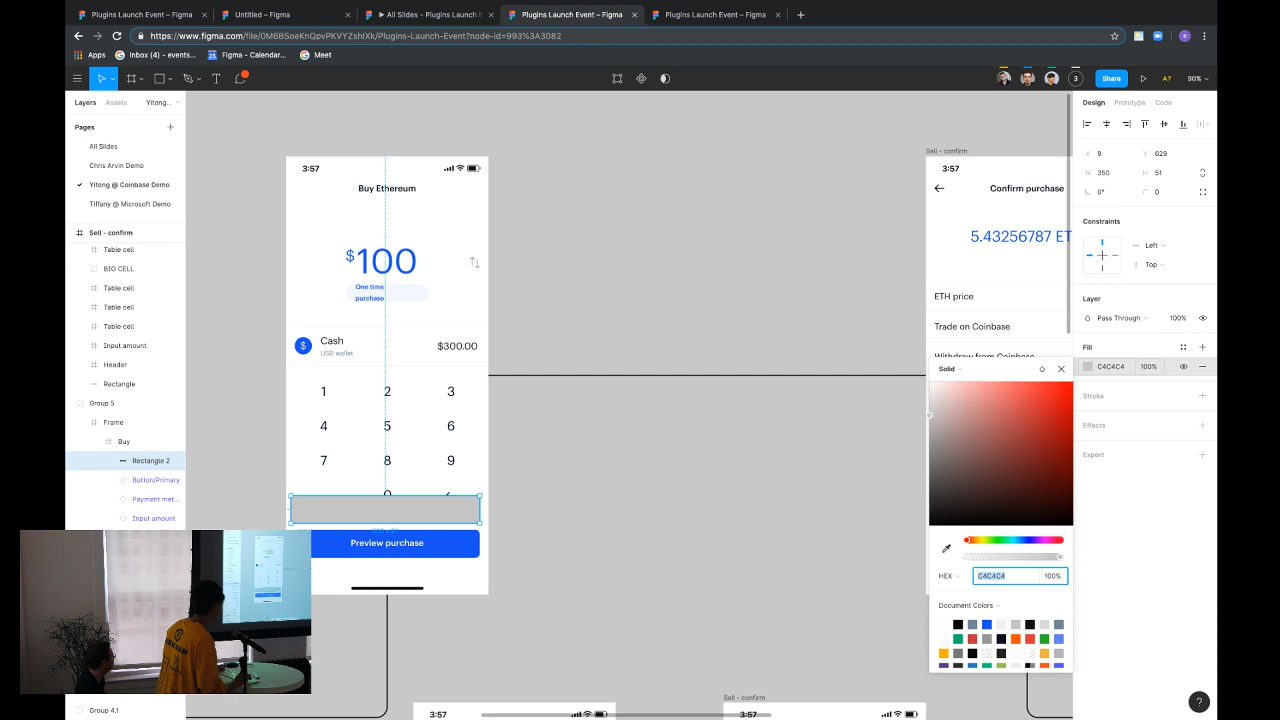 Plugins Launch Event – Figma
Untitled – Figma
▶ All Slides - Plugins Launch E
Plugins Launch Event – Figma
Plugins Launch Event – Figma
https://www.figma.com/file/0M6BSoeKnQpvPKVYZshIXk/Plugins-Launch-Event?node-id=993%3A3082
Apps
Inbox (4) - events...
Figma - Calendar...
Meet
3
Share
A?
90%
Layers
Assets
Yitong...
Pages
All Slides
Chris Arvin Demo
Yitong @ Coinbase Demo
Tiffany @ Microsoft Demo
Sell - confirm
Table cell
BIG CELL
Table cell
Table cell
Table cell
Input amount
Header
Rectangle
Group 5
Frame
Buy
Rectangle 2
Button/Primary
Payment met...
Input amount
Group 4.1
3:57
Buy Ethereum
$100
One time
purchase
Cash
USD wallet
$300.00
1 2 3
4 5 6
7 8 9
Preview purchase
Sell - confirm
3:57
Confirm purchase
5.43256787 ET
ETH price
Trade on Coinbase
Withdraw from Coinbase
Solid
HEX
C4C4C4
100%
Document Colors
3:57
Sell - confirm
3:57
Design
Prototype
Code
X 9
Y 629
W 350
H 51
0°
0
Constraints
Left
Top
Layer
Pass Through
100%
Fill
C4C4C4
100%
Stroke
Effects
Export
?